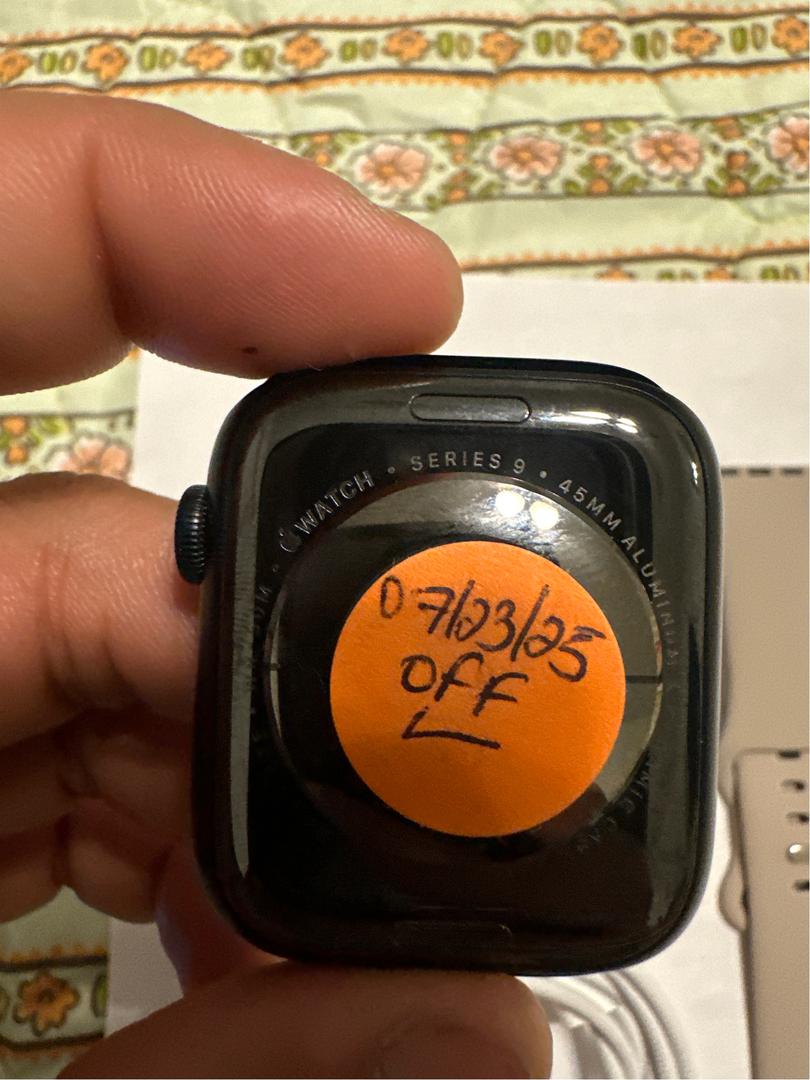 WATCH • SERIES 9 • 45MM ALUMINUM
07/23/25
OFF